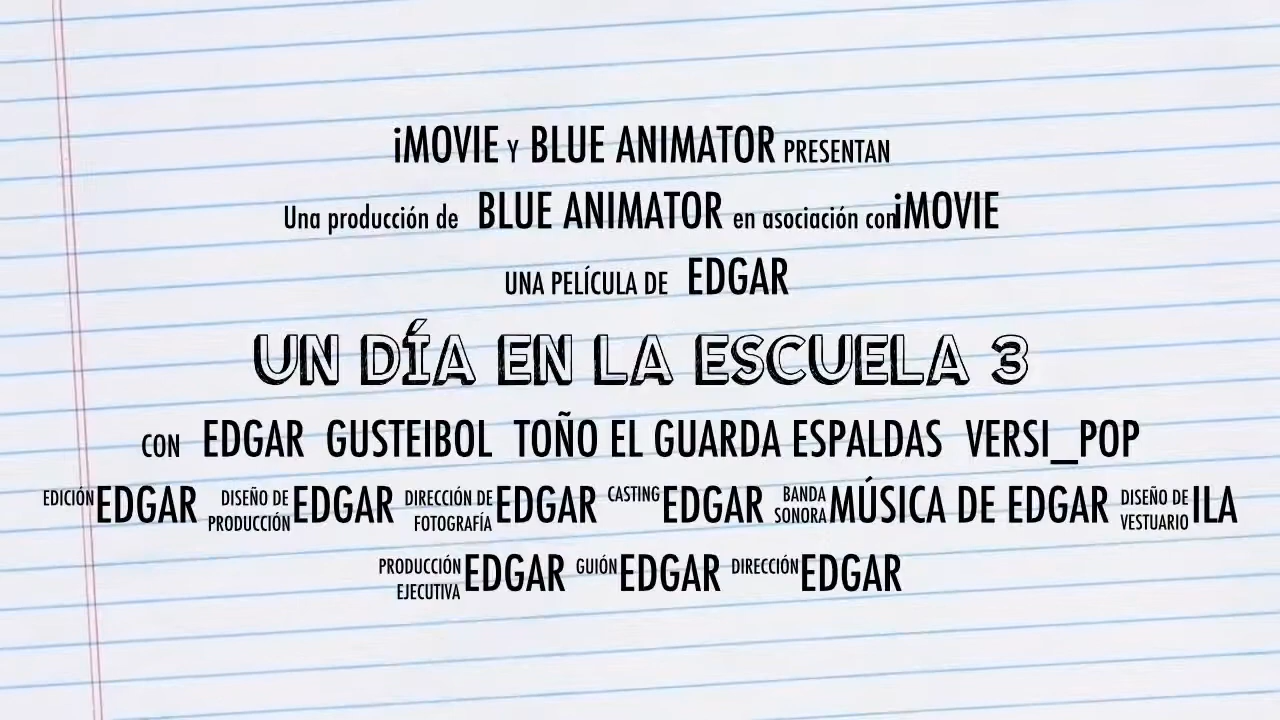 iMOVIE Y BLUE ANIMATOR PRESENTAN
Una producción de BLUE ANIMATOR en asociación con iMOVIE
UNA PELÍCULA DE EDGAR
UN DÍA EN LA ESCUELA 3
CON EDGAR GUSTEIBOL TOÑO EL GUARDA ESPALDAS VERSI_POP
EDICIÓN EDGAR DISEÑO DE PRODUCCIÓN EDGAR DIRECCIÓN DE FOTOGRAFÍA EDGAR CASTING EDGAR BANDA SONORA MÚSICA DE EDGAR DISEÑO DE VESTUARIO ILA
PRODUCCIÓN EJECUTIVA EDGAR GUIÓN EDGAR DIRECCIÓN EDGAR